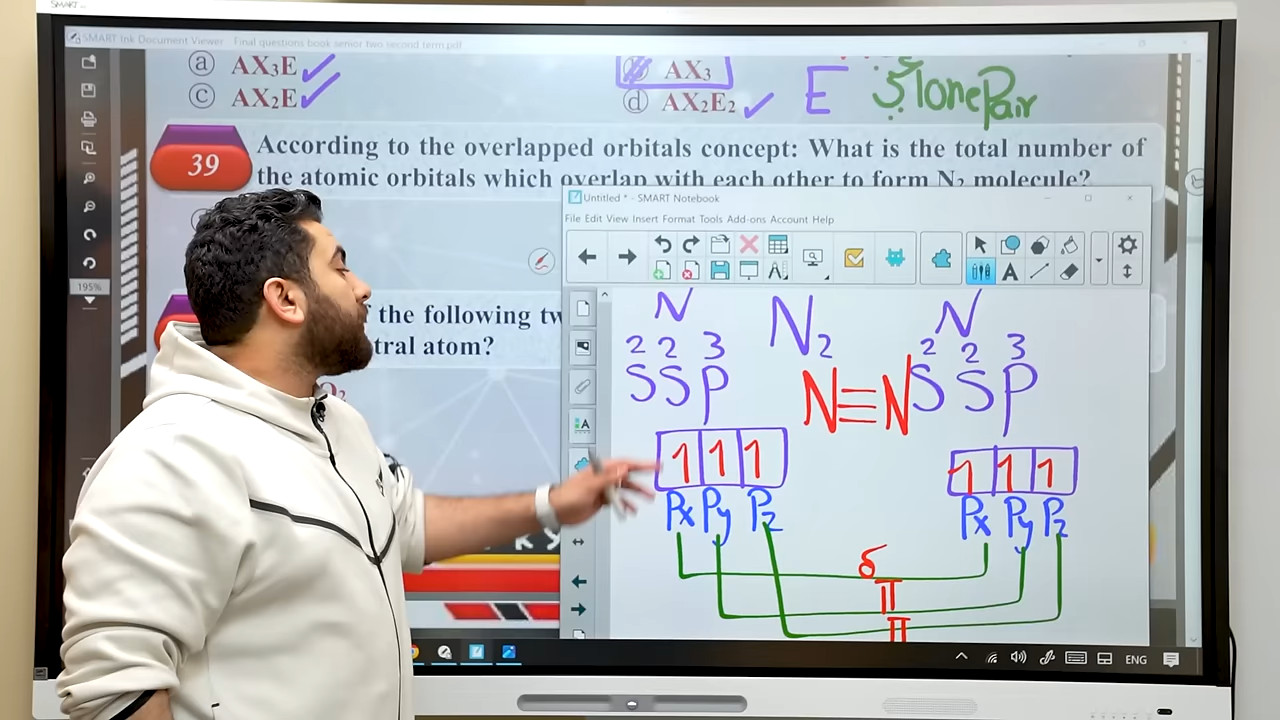 SMART
SMART Ink Document Viewer Final questions book senior two second term.pdf
ⓐ AX₃E ✓ AX₃
ⓒ AX₂E ✓ ⓓ AX₂E₂ ✓ E lonePair
39 According to the overlapped orbitals concept: What is the total number of
the atomic orbitals which overlap with each other to form N₂ molecule?
195%
the following tw
tral atom?
Untitled * - SMART Notebook
File Edit View Insert Format Tools Add-ons Account Help
A
N N₂ N
2 2 3 2 2 3
S S P N≡N S S P
1 1 1 1 1 1
Px Py Pz Px Py Pz
δ
π
π
ENG